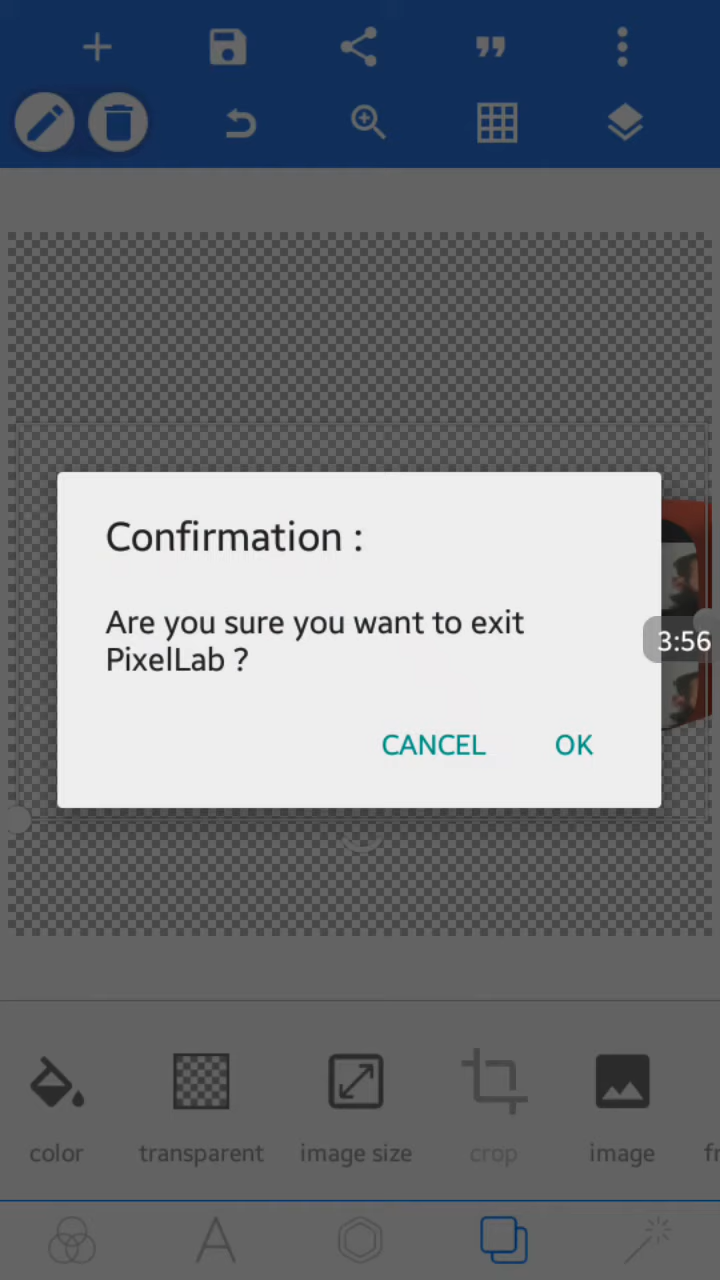 Confirmation :
Are you sure you want to exit
PixelLab ?
3:56
CANCEL OK
color transparent image size crop image fr